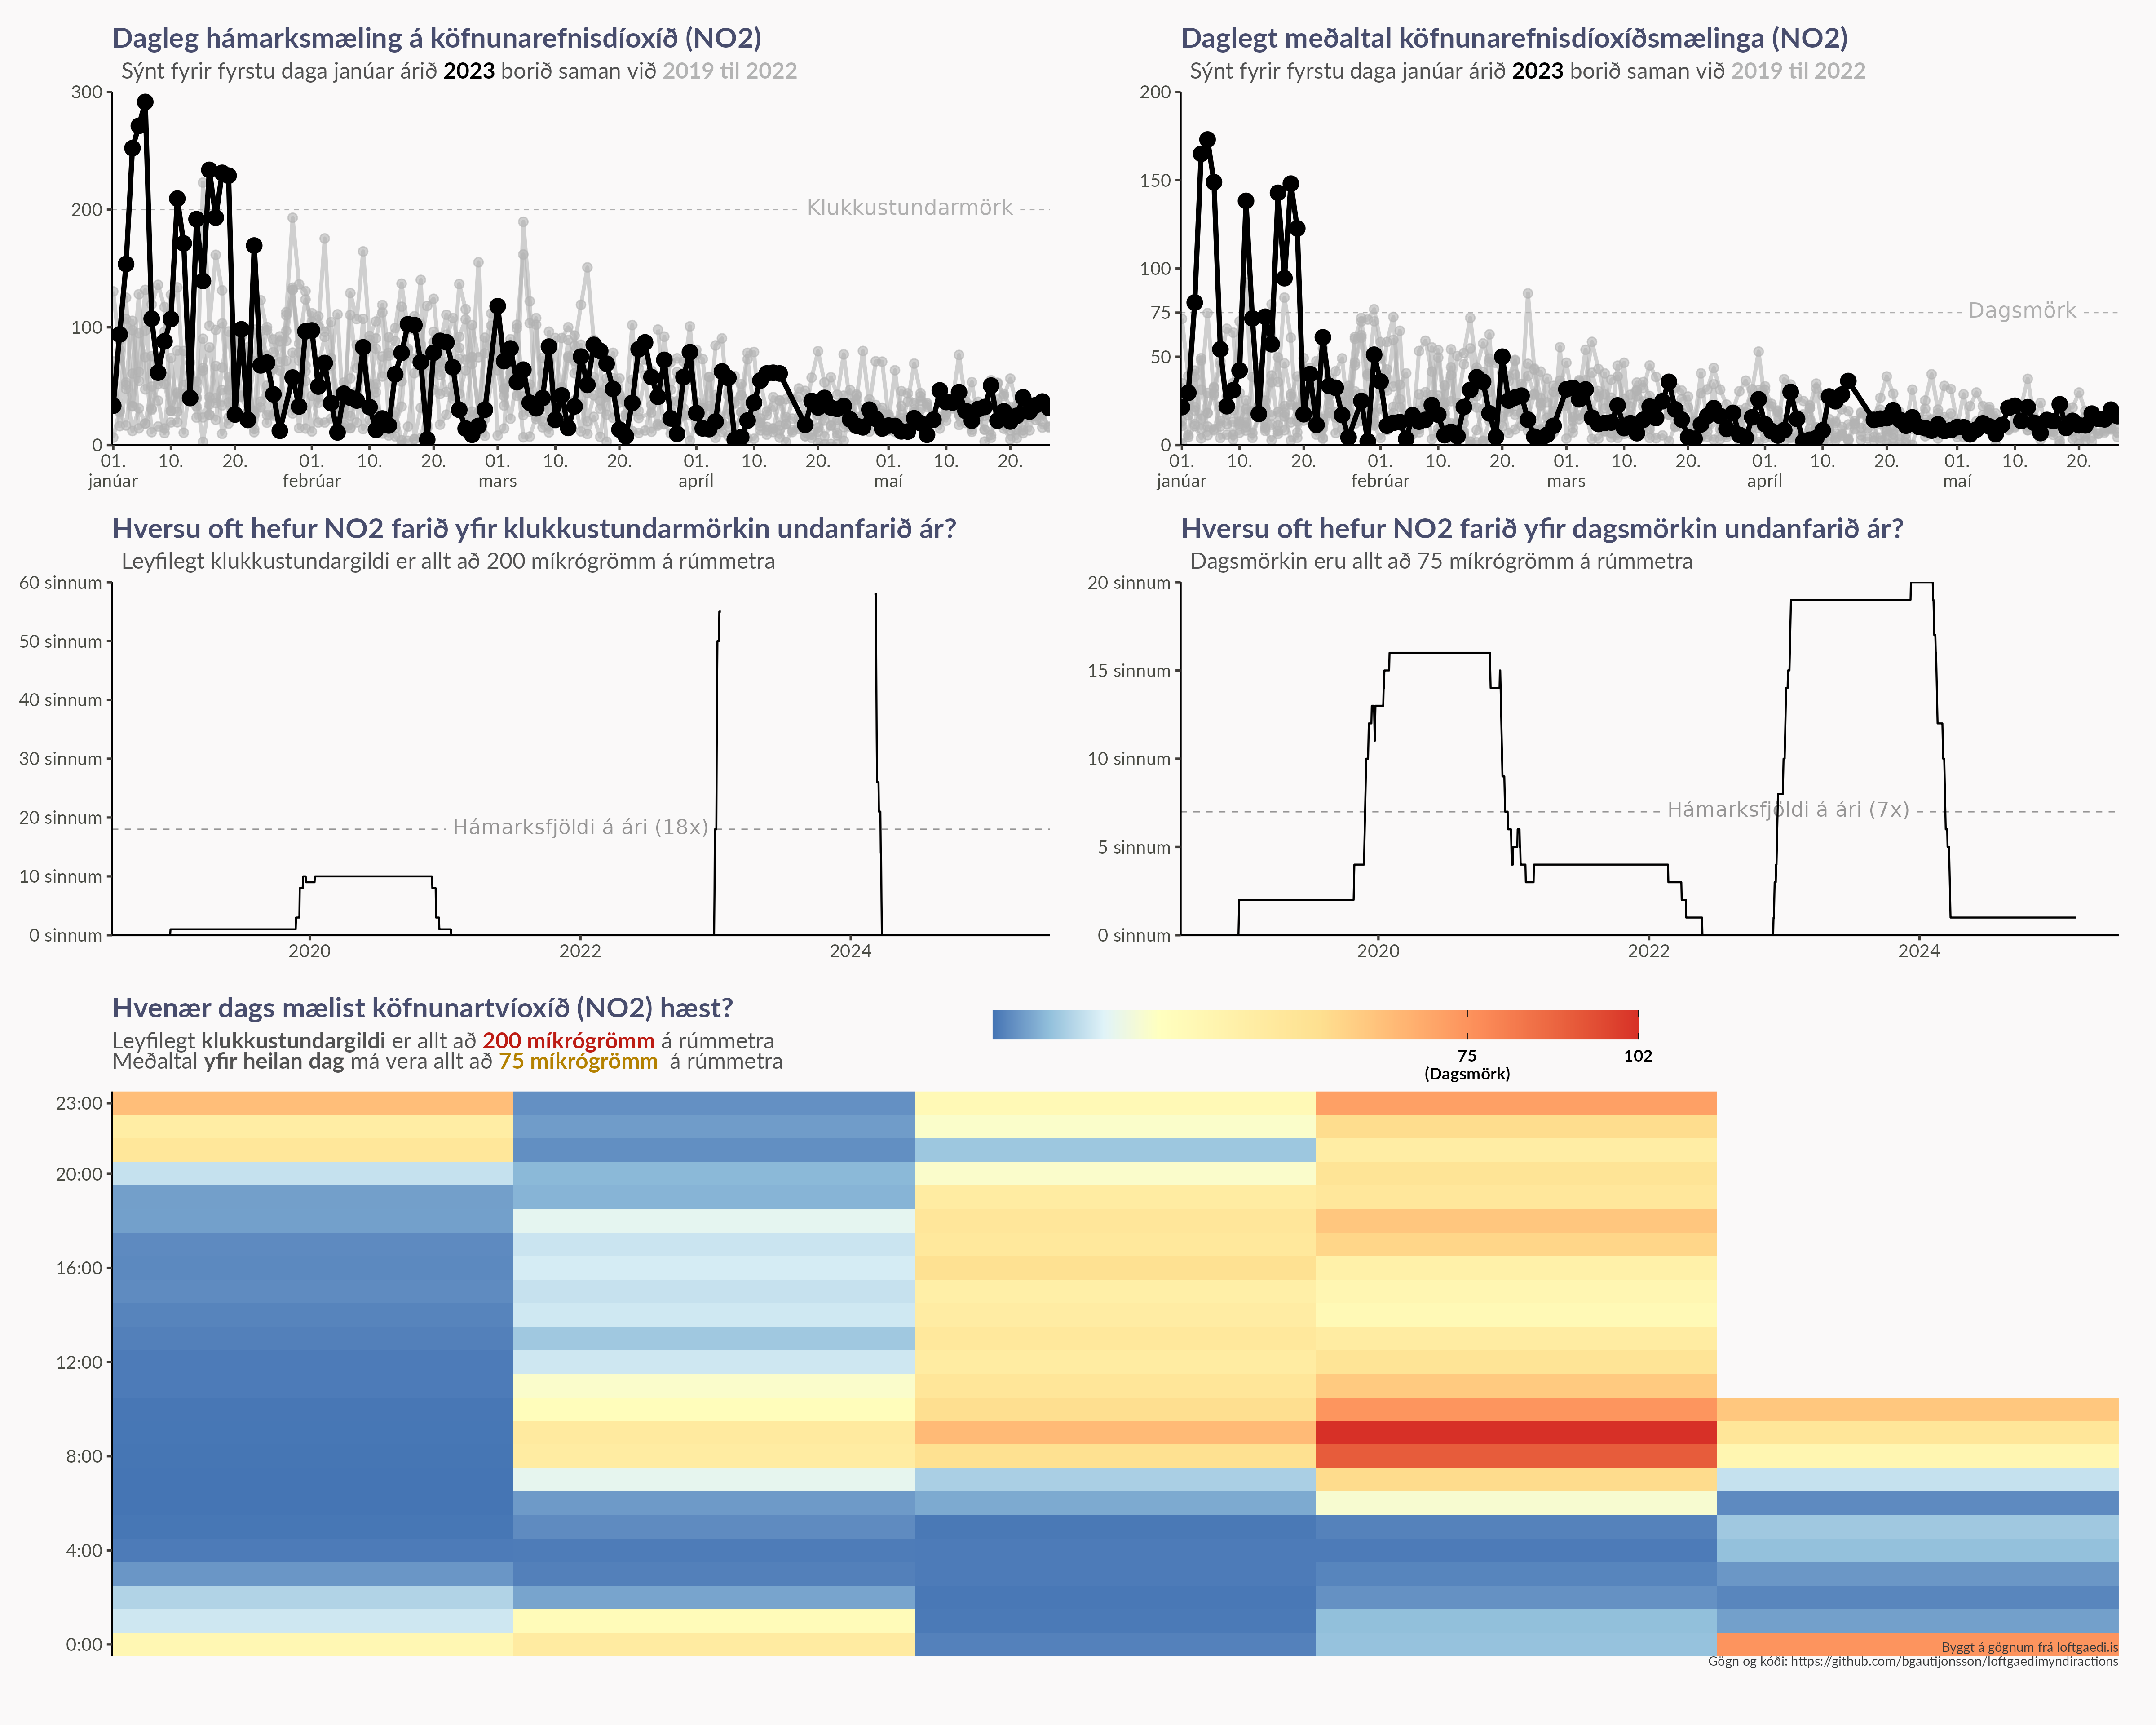 Dagleg hámarksmæling á köfnunarefnisdíoxíð (NO2)
Sýnt fyrir fyrstu daga janúar árið 2023 borið saman við 2019 til 2022
300
200
100
0
Klukkustundarmörk
01. 10. 20. 01. 10. 20. 01. 10. 20. 01. 10. 20. 01. 10. 20.
janúar febrúar mars apríl maí
Daglegt meðaltal köfnunarefnisdíoxíðsmælinga (NO2)
Sýnt fyrir fyrstu daga janúar árið 2023 borið saman við 2019 til 2022
200
150
100
75
50
0
Dagsmörk
01. 10. 20. 01. 10. 20. 01. 10. 20. 01. 10. 20. 01. 10. 20.
janúar febrúar mars apríl maí
Hversu oft hefur NO2 farið yfir klukkustundarmörkin undanfarið ár?
Leyfilegt klukkustundargildi er allt að 200 míkrógrömm á rúmmetra
60 sinnum
50 sinnum
40 sinnum
30 sinnum
20 sinnum
10 sinnum
0 sinnum
Hámarksfjöldi á ári (18x)
2020 2022 2024
Hversu oft hefur NO2 farið yfir dagsmörkin undanfarið ár?
Dagsmörkin eru allt að 75 míkrógrömm á rúmmetra
20 sinnum
15 sinnum
10 sinnum
5 sinnum
0 sinnum
Hámarksfjöldi á ári (7x)
2020 2022 2024
Hvenær dags mælist köfnunartvíoxíð (NO2) hæst?
Leyfilegt klukkustundargildi er allt að 200 míkrógrömm á rúmmetra
Meðaltal yfir heilan dag má vera allt að 75 míkrógrömm á rúmmetra
75 102
(Dagsmörk)
23:00
20:00
16:00
12:00
8:00
4:00
0:00
Byggt á gögnum frá loftgaedi.is
Gögn og kóði: https://github.com/bgautijonsson/loftgaedimyndiractions